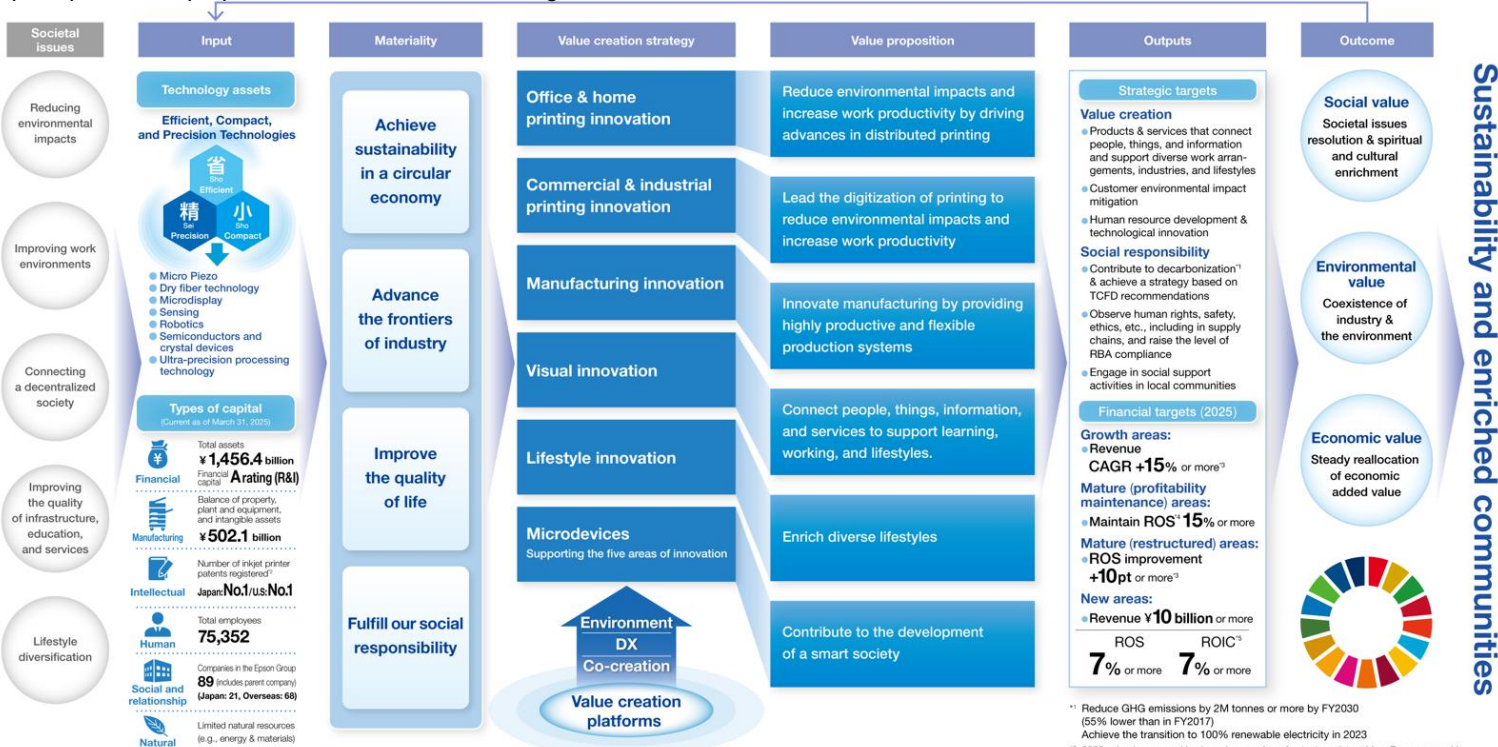 Societal
issues
Input
Materiality
Value creation strategy
Value proposition
Outputs
Outcome
Reducing
environmental
impacts
Improving work
environments
Connecting
a decentralized
society
Improving
the quality
of infrastructure,
education,
and services
Lifestyle
diversification
Technology assets
Efficient, Compact,
and Precision Technologies
省
Sho
Efficient
精
Sei
Precision
小
Sho
Compact
Micro Piezo
Dry fiber technology
Microdisplay
Sensing
Robotics
Semiconductors and
crystal devices
Ultra-precision processing
technology
Types of capital
(Current as of March 31, 2025)
Financial
Total assets
¥ 1,456.4 billion
Financial
capital A rating (R&I)
Manufacturing
Balance of property,
plant and equipment,
and intangible assets
¥ 502.1 billion
Intellectual
Number of inkjet printer
patents registered*2
Japan: No.1/U.S: No.1
Human
Total employees
75,352
Social and
relationship
Companies in the Epson Group
89 (includes parent company)
(Japan: 21, Overseas: 68)
Natural
Limited natural resources
(e.g., energy & materials)
Achieve
sustainability
in a circular
economy
Advance
the frontiers
of industry
Improve
the quality
of life
Fulfill our social
responsibility
Office & home
printing innovation
Commercial & industrial
printing innovation
Manufacturing innovation
Visual innovation
Lifestyle innovation
Microdevices
Supporting the five areas of innovation
Environment
DX
Co-creation
Value creation
platforms
Reduce environmental impacts and
increase work productivity by driving
advances in distributed printing
Lead the digitization of printing to
reduce environmental impacts and
increase work productivity
Innovate manufacturing by providing
highly productive and flexible
production systems
Connect people, things, information,
and services to support learning,
working, and lifestyles.
Enrich diverse lifestyles
Contribute to the development
of a smart society
Strategic targets
Value creation
Products & services that connect
people, things, and information
and support diverse work arran-
gements, industries, and lifestyles
Customer environmental impact
mitigation
Human resource development &
technological innovation
Social responsibility
Contribute to decarbonization*1
& achieve a strategy based on
TCFD recommendations
Observe human rights, safety,
ethics, etc., including in supply
chains, and raise the level of
RBA compliance
Engage in social support
activities in local communities
Financial targets (2025)
Growth areas:
Revenue
CAGR +15% or more*3
Mature (profitability
maintenance) areas:
Maintain ROS*4 15% or more
Mature (restructured) areas:
ROS improvement
+10pt or more*3
New areas:
Revenue ¥10 billion or more
ROS
7% or more
ROIC*5
7% or more
*1 Reduce GHG emissions by 2M tonnes or more by FY2030
(55% lower than in FY2017)
Achieve the transition to 100% renewable electricity in 2023
Social value
Societal issues
resolution & spiritual
and cultural
enrichment
Environmental
value
Coexistence of
industry &
the environment
Economic value
Steady reallocation
of economic
added value
Sustainability and enriched communities